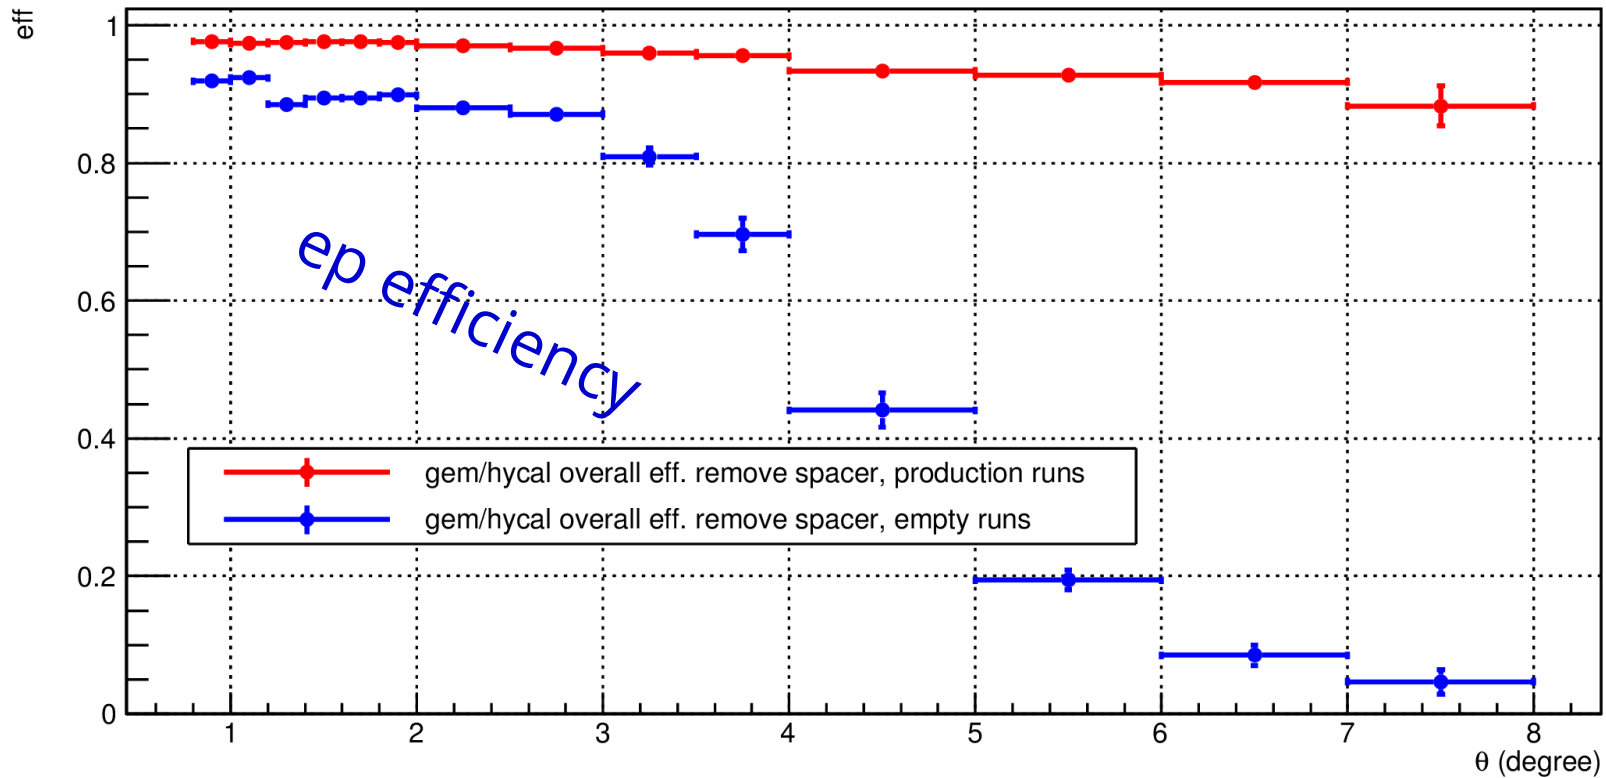 eff
1
0.8
0.6
0.4
0.2
0
ep efficiency
gem/hycal overall eff. remove spacer, production runs
gem/hycal overall eff. remove spacer, empty runs
1 2 3 4 5 6 7 8
θ (degree)